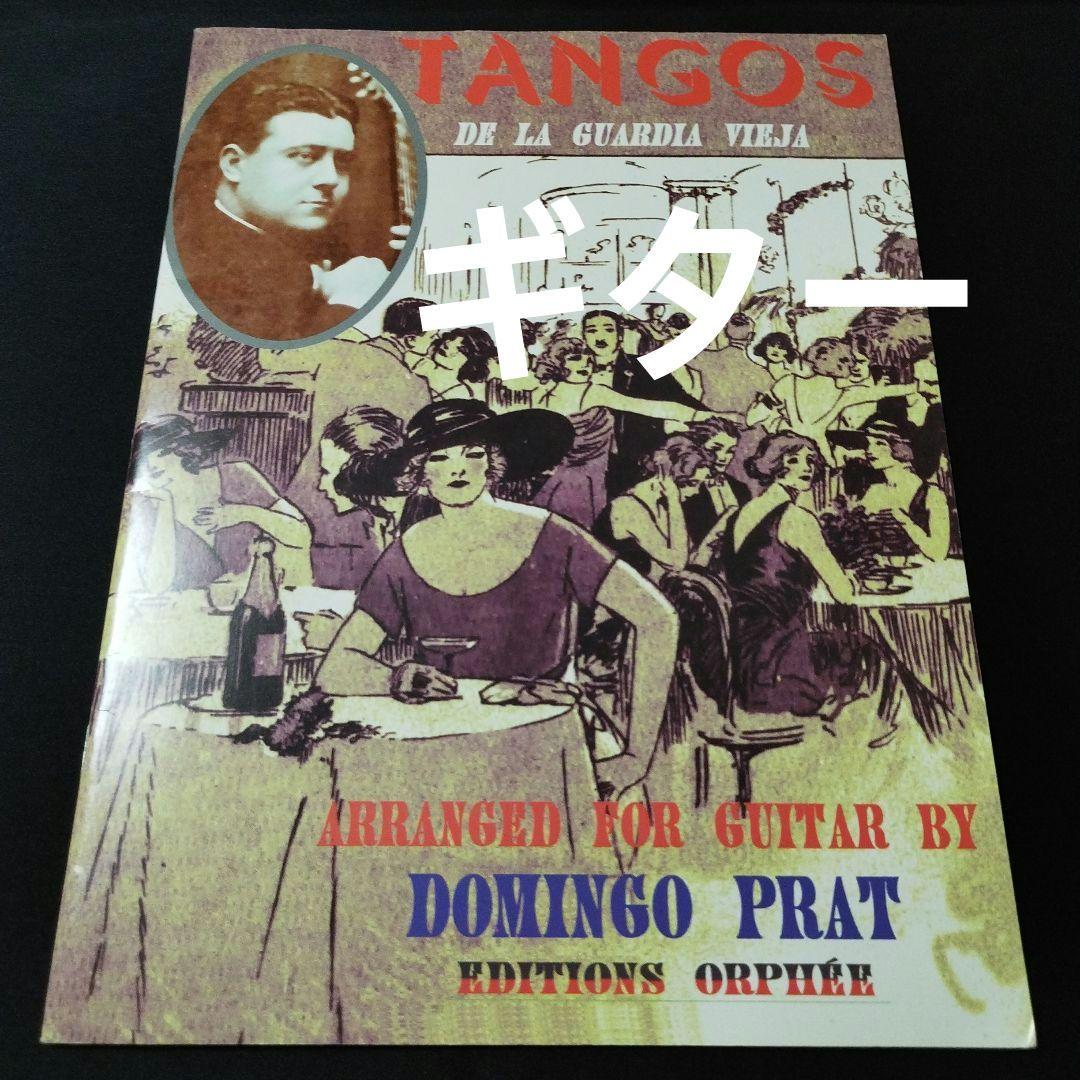 TANGOS
DE LA GUARDIA VIEJA
ギター
ARRANGED FOR GUITAR BY
DOMINGO PRAT
EDITIONS ORPHÉE